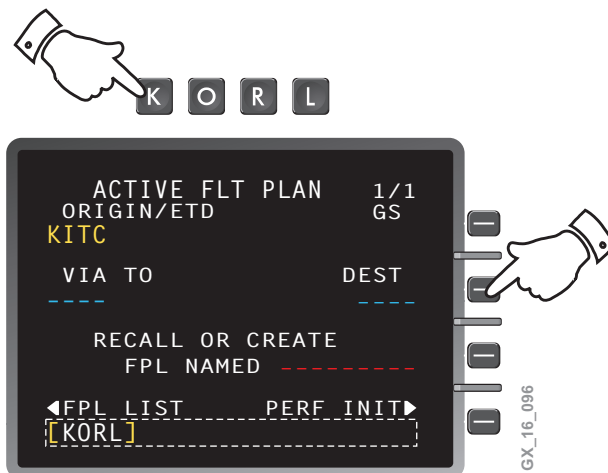 K O R L
ACTIVE FLT PLAN 1/1
ORIGIN/ETD GS
KITC
VIA TO DEST
---- ----
RECALL OR CREATE
FPL NAMED ---------
◀FPL LIST PERF INIT▶
[KORL]
GX_16_096